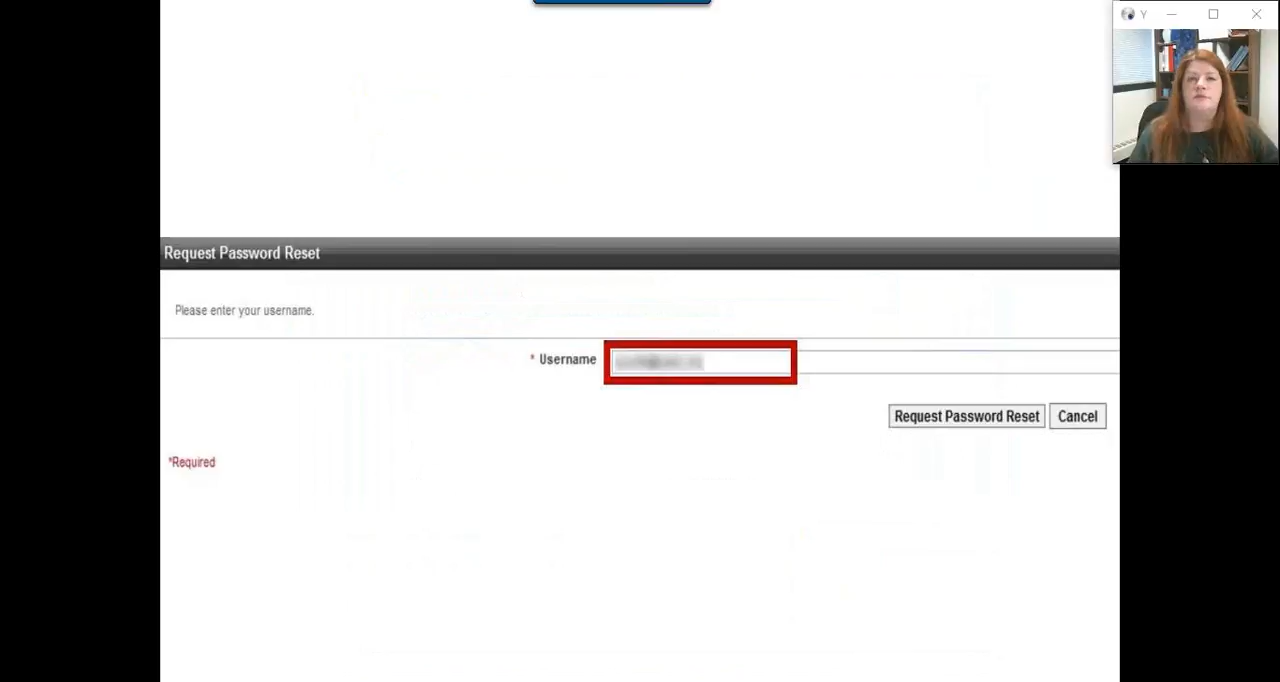 Y
Request Password Reset
Please enter your username.
* Username
Request Password Reset Cancel
*Required